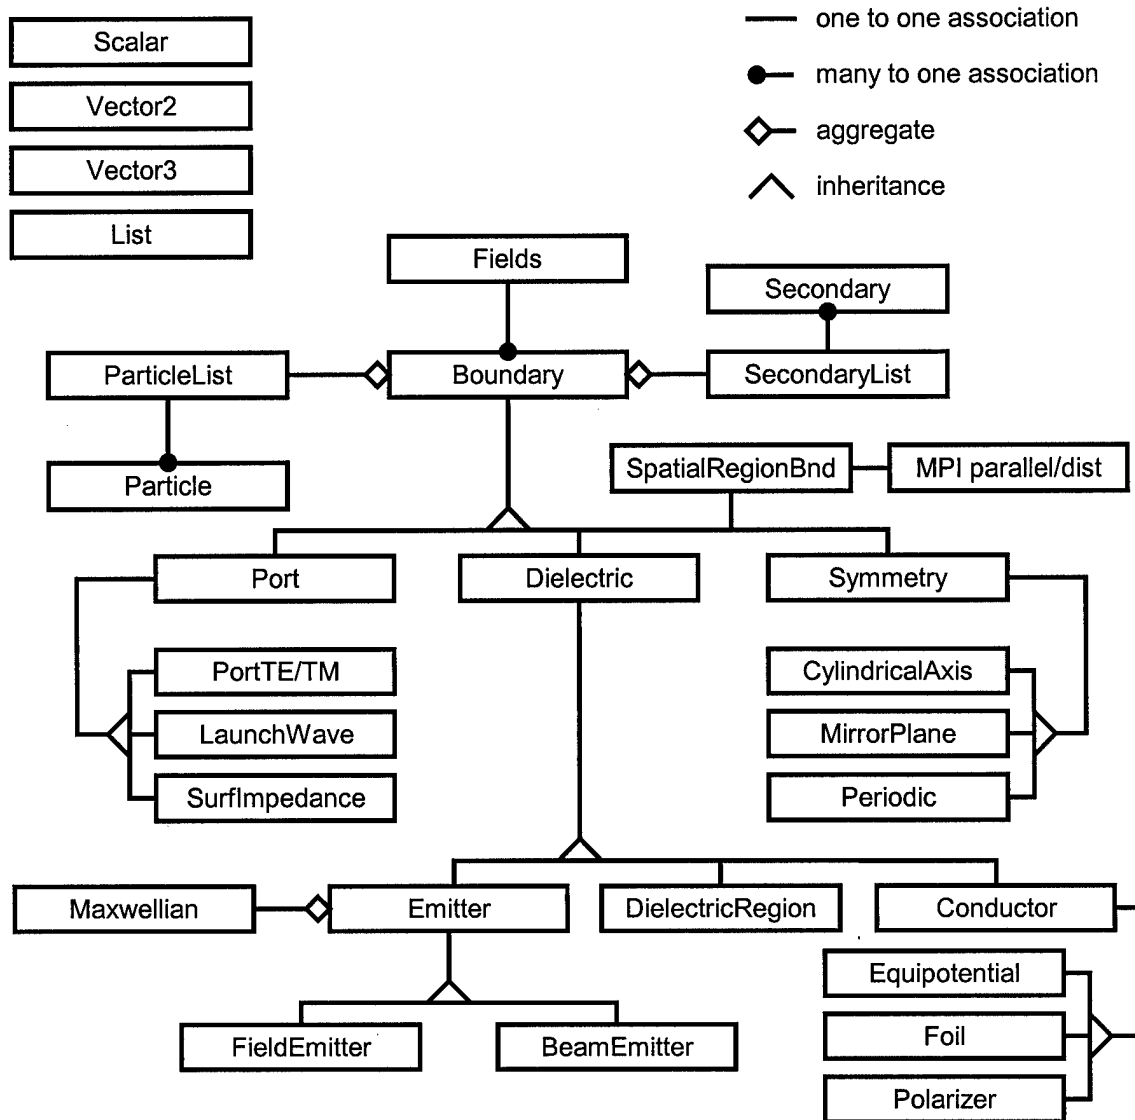 Scalar
Vector2
Vector3
List
one to one association
many to one association
aggregate
inheritance
Fields
Secondary
ParticleList
Boundary
SecondaryList
Particle
SpatialRegionBnd
MPI parallel/dist
Port
Dielectric
Symmetry
PortTE/TM
CylindricalAxis
LaunchWave
MirrorPlane
SurfImpedance
Periodic
Maxwellian
Emitter
DielectricRegion
Conductor
Equipotential
Foil
FieldEmitter
BeamEmitter
Polarizer